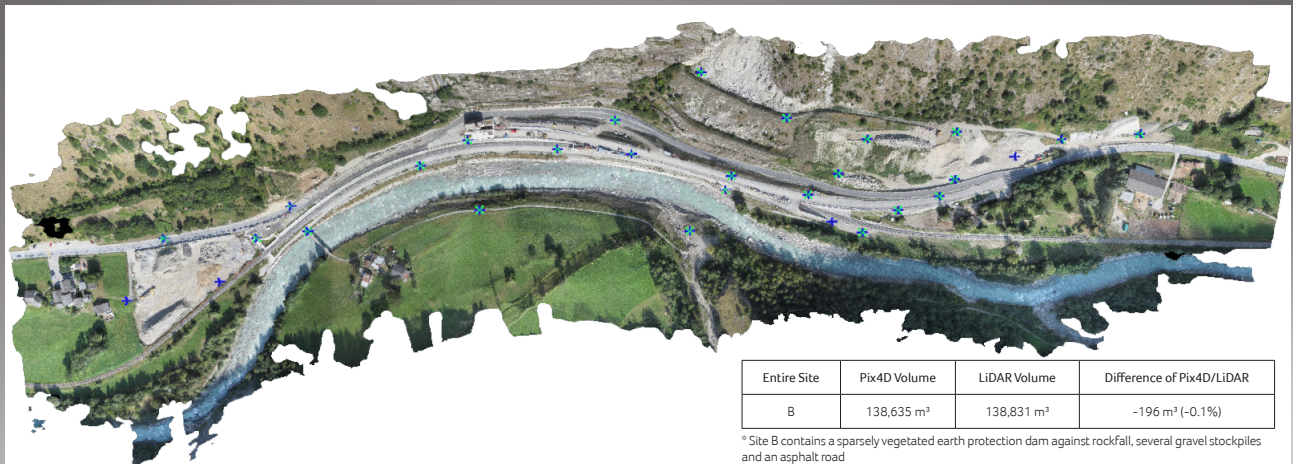 Entire Site Pix4D Volume LiDAR Volume Difference of Pix4D/LiDAR
B 138,635 m³ 138,831 m³ -196 m³ (-0.1%)
* Site B contains a sparsely vegetated earth protection dam against rockfall, several gravel stockpiles
and an asphalt road